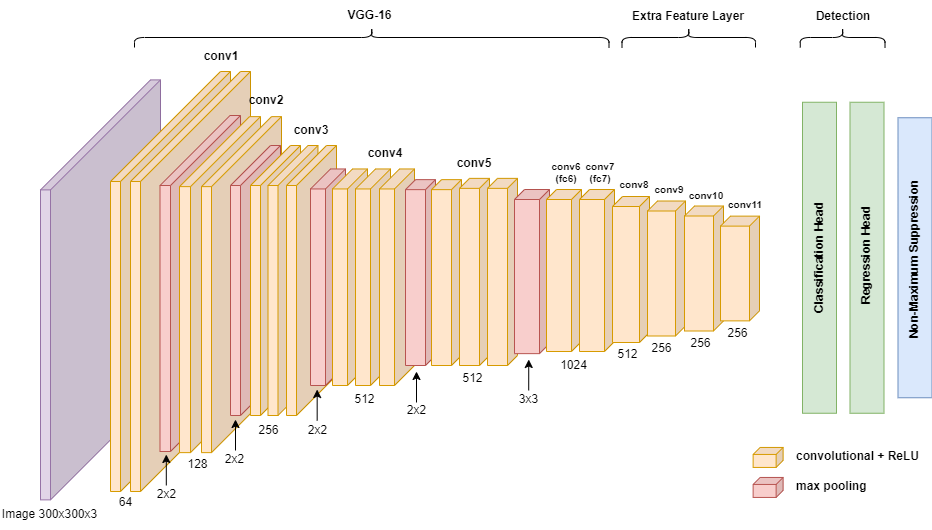 VGG-16
Extra Feature Layer
Detection
conv1
conv2
conv3
conv4
conv5
conv6
(fc6)
conv7
(fc7)
conv8
conv9
conv10
conv11
Classification Head
Regression Head
Non-Maximum Suppression
Image 300x300x3
64
2x2
128
2x2
256
2x2
512
2x2
512
3x3
1024
512
256
256
256
convolutional + ReLU
max pooling